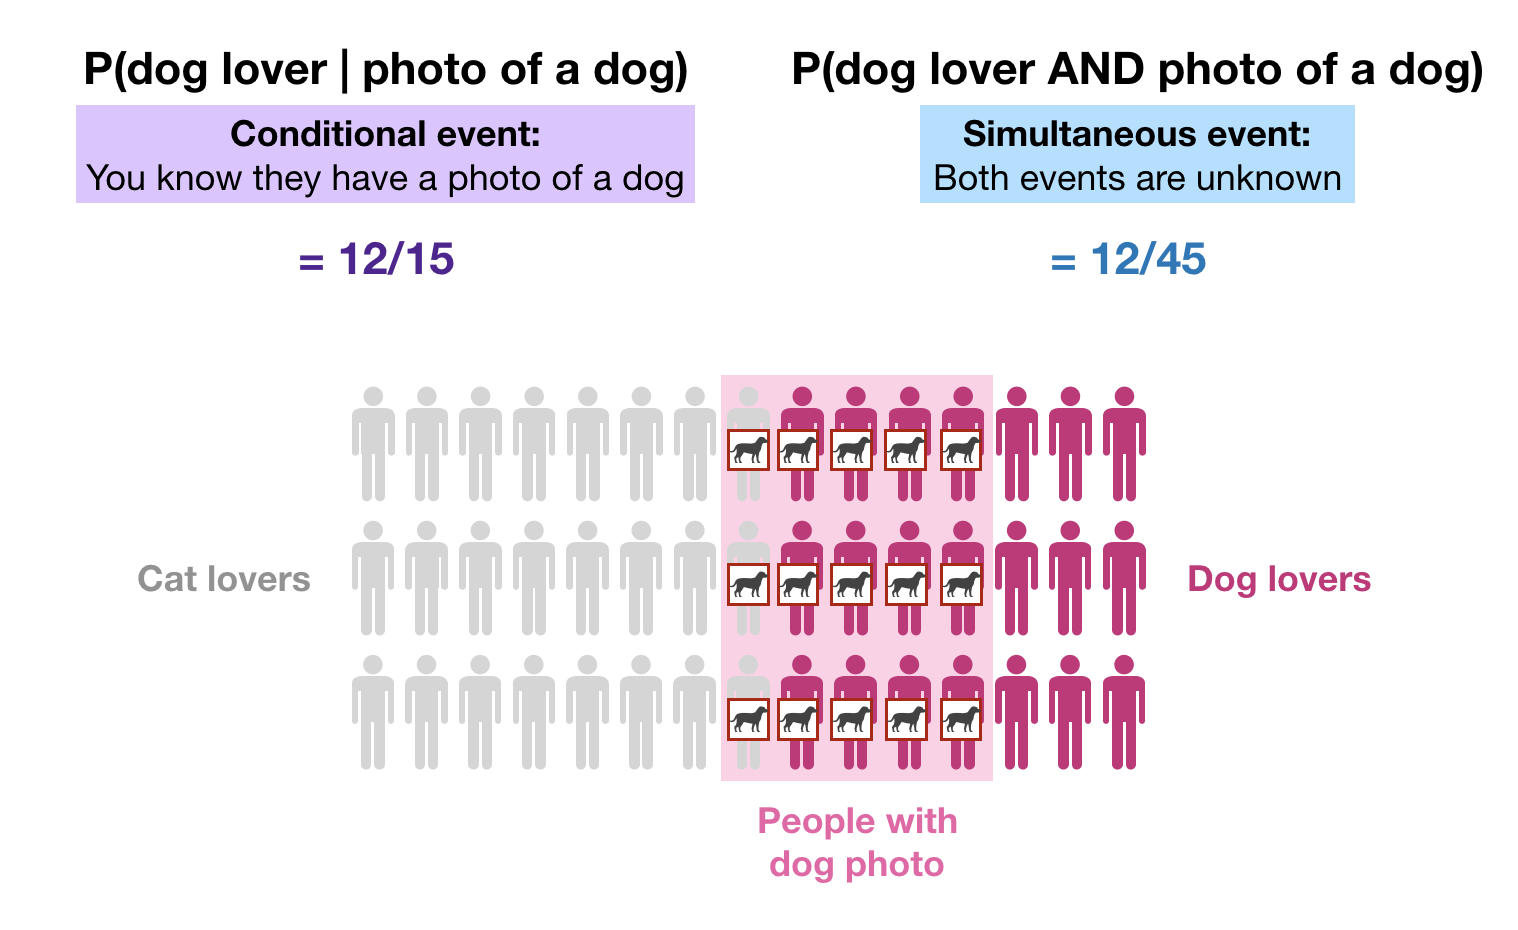 P(dog lover | photo of a dog)
Conditional event:
You know they have a photo of a dog
= 12/15
P(dog lover AND photo of a dog)
Simultaneous event:
Both events are unknown
= 12/45
Cat lovers
Dog lovers
People with
dog photo